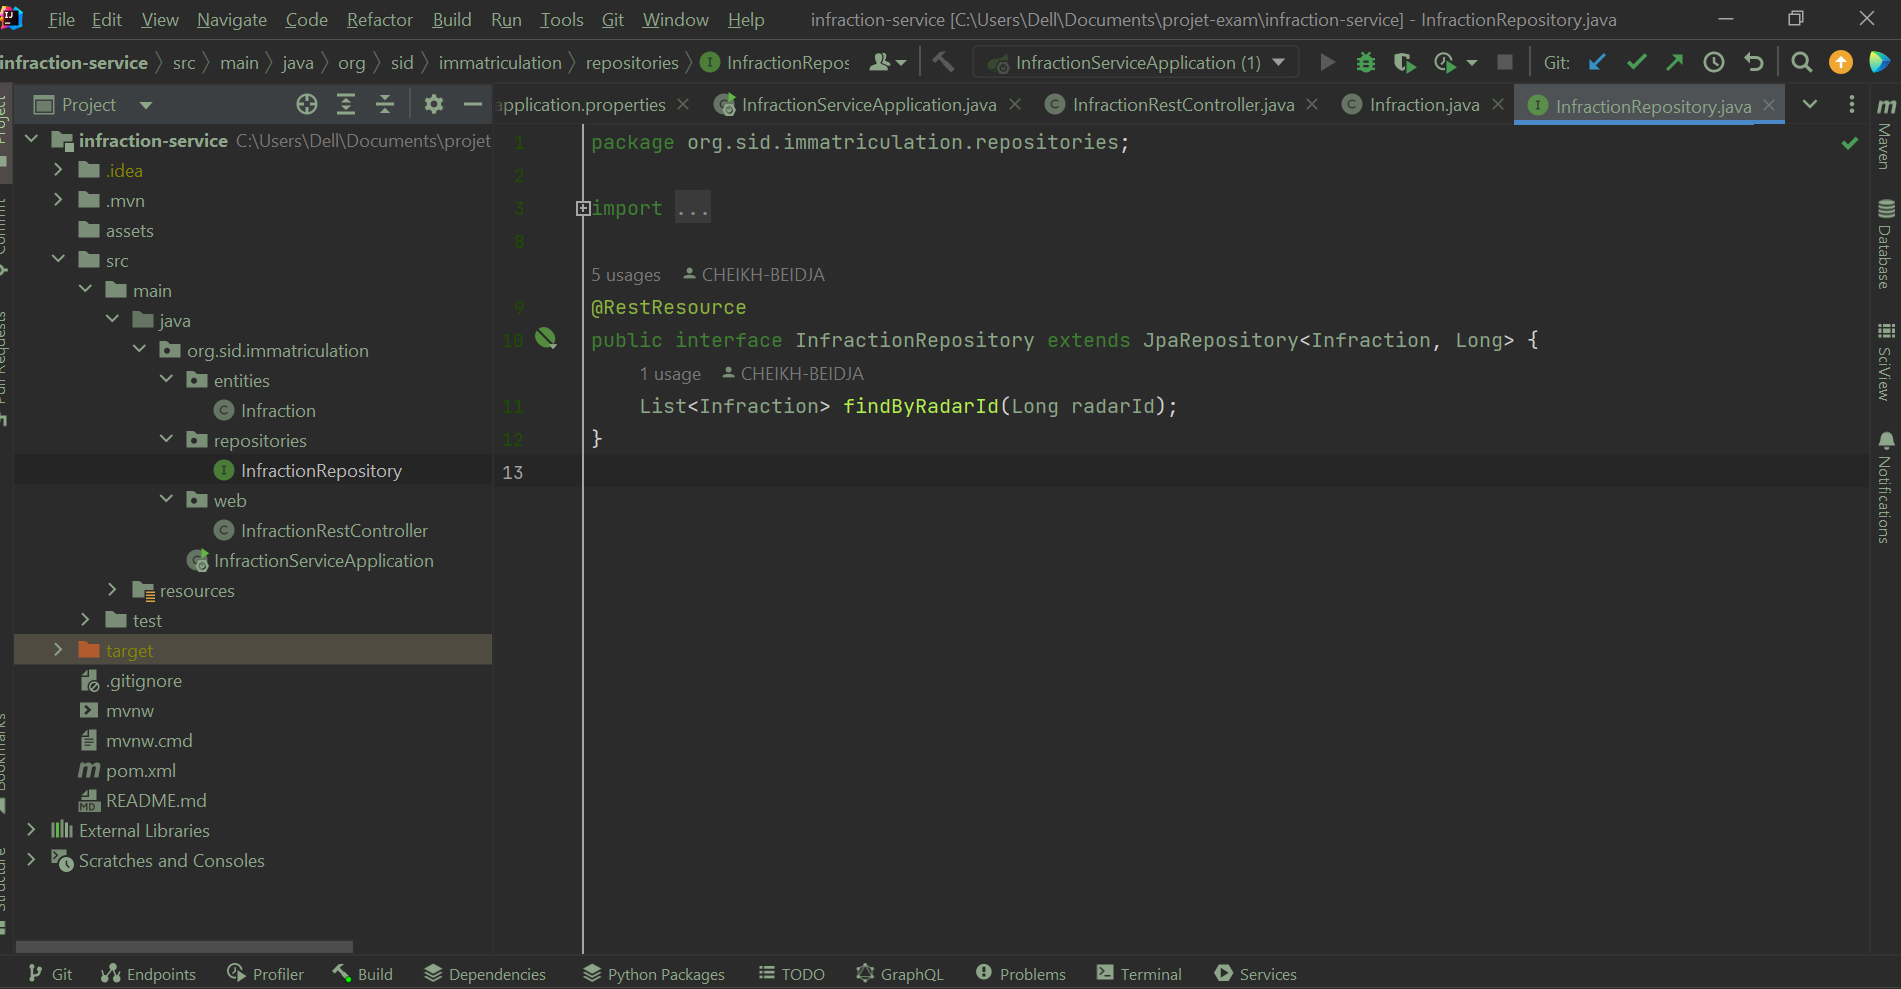 File Edit View Navigate Code Refactor Build Run Tools Git Window Help infraction-service [C:\Users\Dell\Documents\projet-exam\infraction-service] - InfractionRepository.java
infraction-service src main java org sid immatriculation repositories InfractionRepos InfractionServiceApplication (1) Git:
Project
application.properties InfractionServiceApplication.java InfractionRestController.java Infraction.java InfractionRepository.java
infraction-service C:\Users\Dell\Documents\projet
.idea
.mvn
assets
src
main
java
org.sid.immatriculation
entities
Infraction
repositories
InfractionRepository
web
InfractionRestController
InfractionServiceApplication
resources
test
target
.gitignore
mvnw
mvnw.cmd
pom.xml
README.md
External Libraries
Scratches and Consoles
1 package org.sid.immatriculation.repositories;
2
3 import ...
8
5 usages CHEIKH-BEIDJA
9 @RestResource
10 public interface InfractionRepository extends JpaRepository<Infraction, Long> {
1 usage CHEIKH-BEIDJA
11 List<Infraction> findByRadarId(Long radarId);
12 }
13
Maven
Database
SciView
Notifications
Project
Commit
Pull Requests
Bookmarks
Structure
Git Endpoints Profiler Build Dependencies Python Packages TODO GraphQL Problems Terminal Services